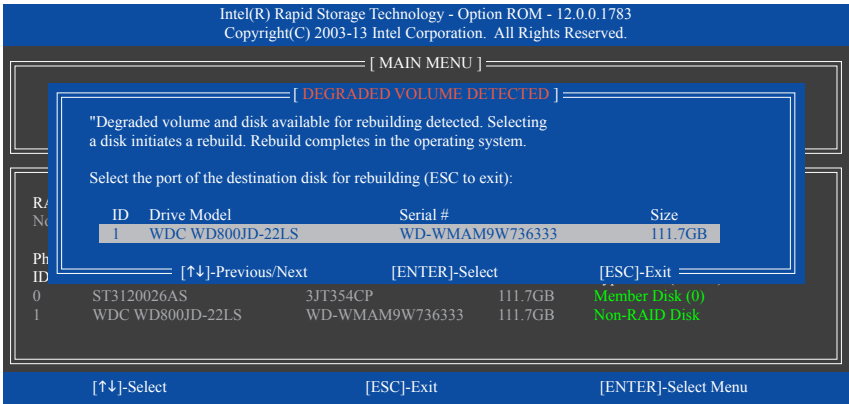 Intel(R) Rapid Storage Technology - Option ROM - 12.0.0.1783
Copyright(C) 2003-13 Intel Corporation. All Rights Reserved.
[ MAIN MENU ]
[ DEGRADED VOLUME DETECTED ]
"Degraded volume and disk available for rebuilding detected. Selecting
a disk initiates a rebuild. Rebuild completes in the operating system.
Select the port of the destination disk for rebuilding (ESC to exit):
ID Drive Model Serial # Size
1 WDC WD800JD-22LS WD-WMAM9W736333 111.7GB
[↑↓]-Previous/Next [ENTER]-Select [ESC]-Exit
ID
0 ST3120026AS 3JT354CP 111.7GB Member Disk (0)
1 WDC WD800JD-22LS WD-WMAM9W736333 111.7GB Non-RAID Disk
[↑↓]-Select [ESC]-Exit [ENTER]-Select Menu